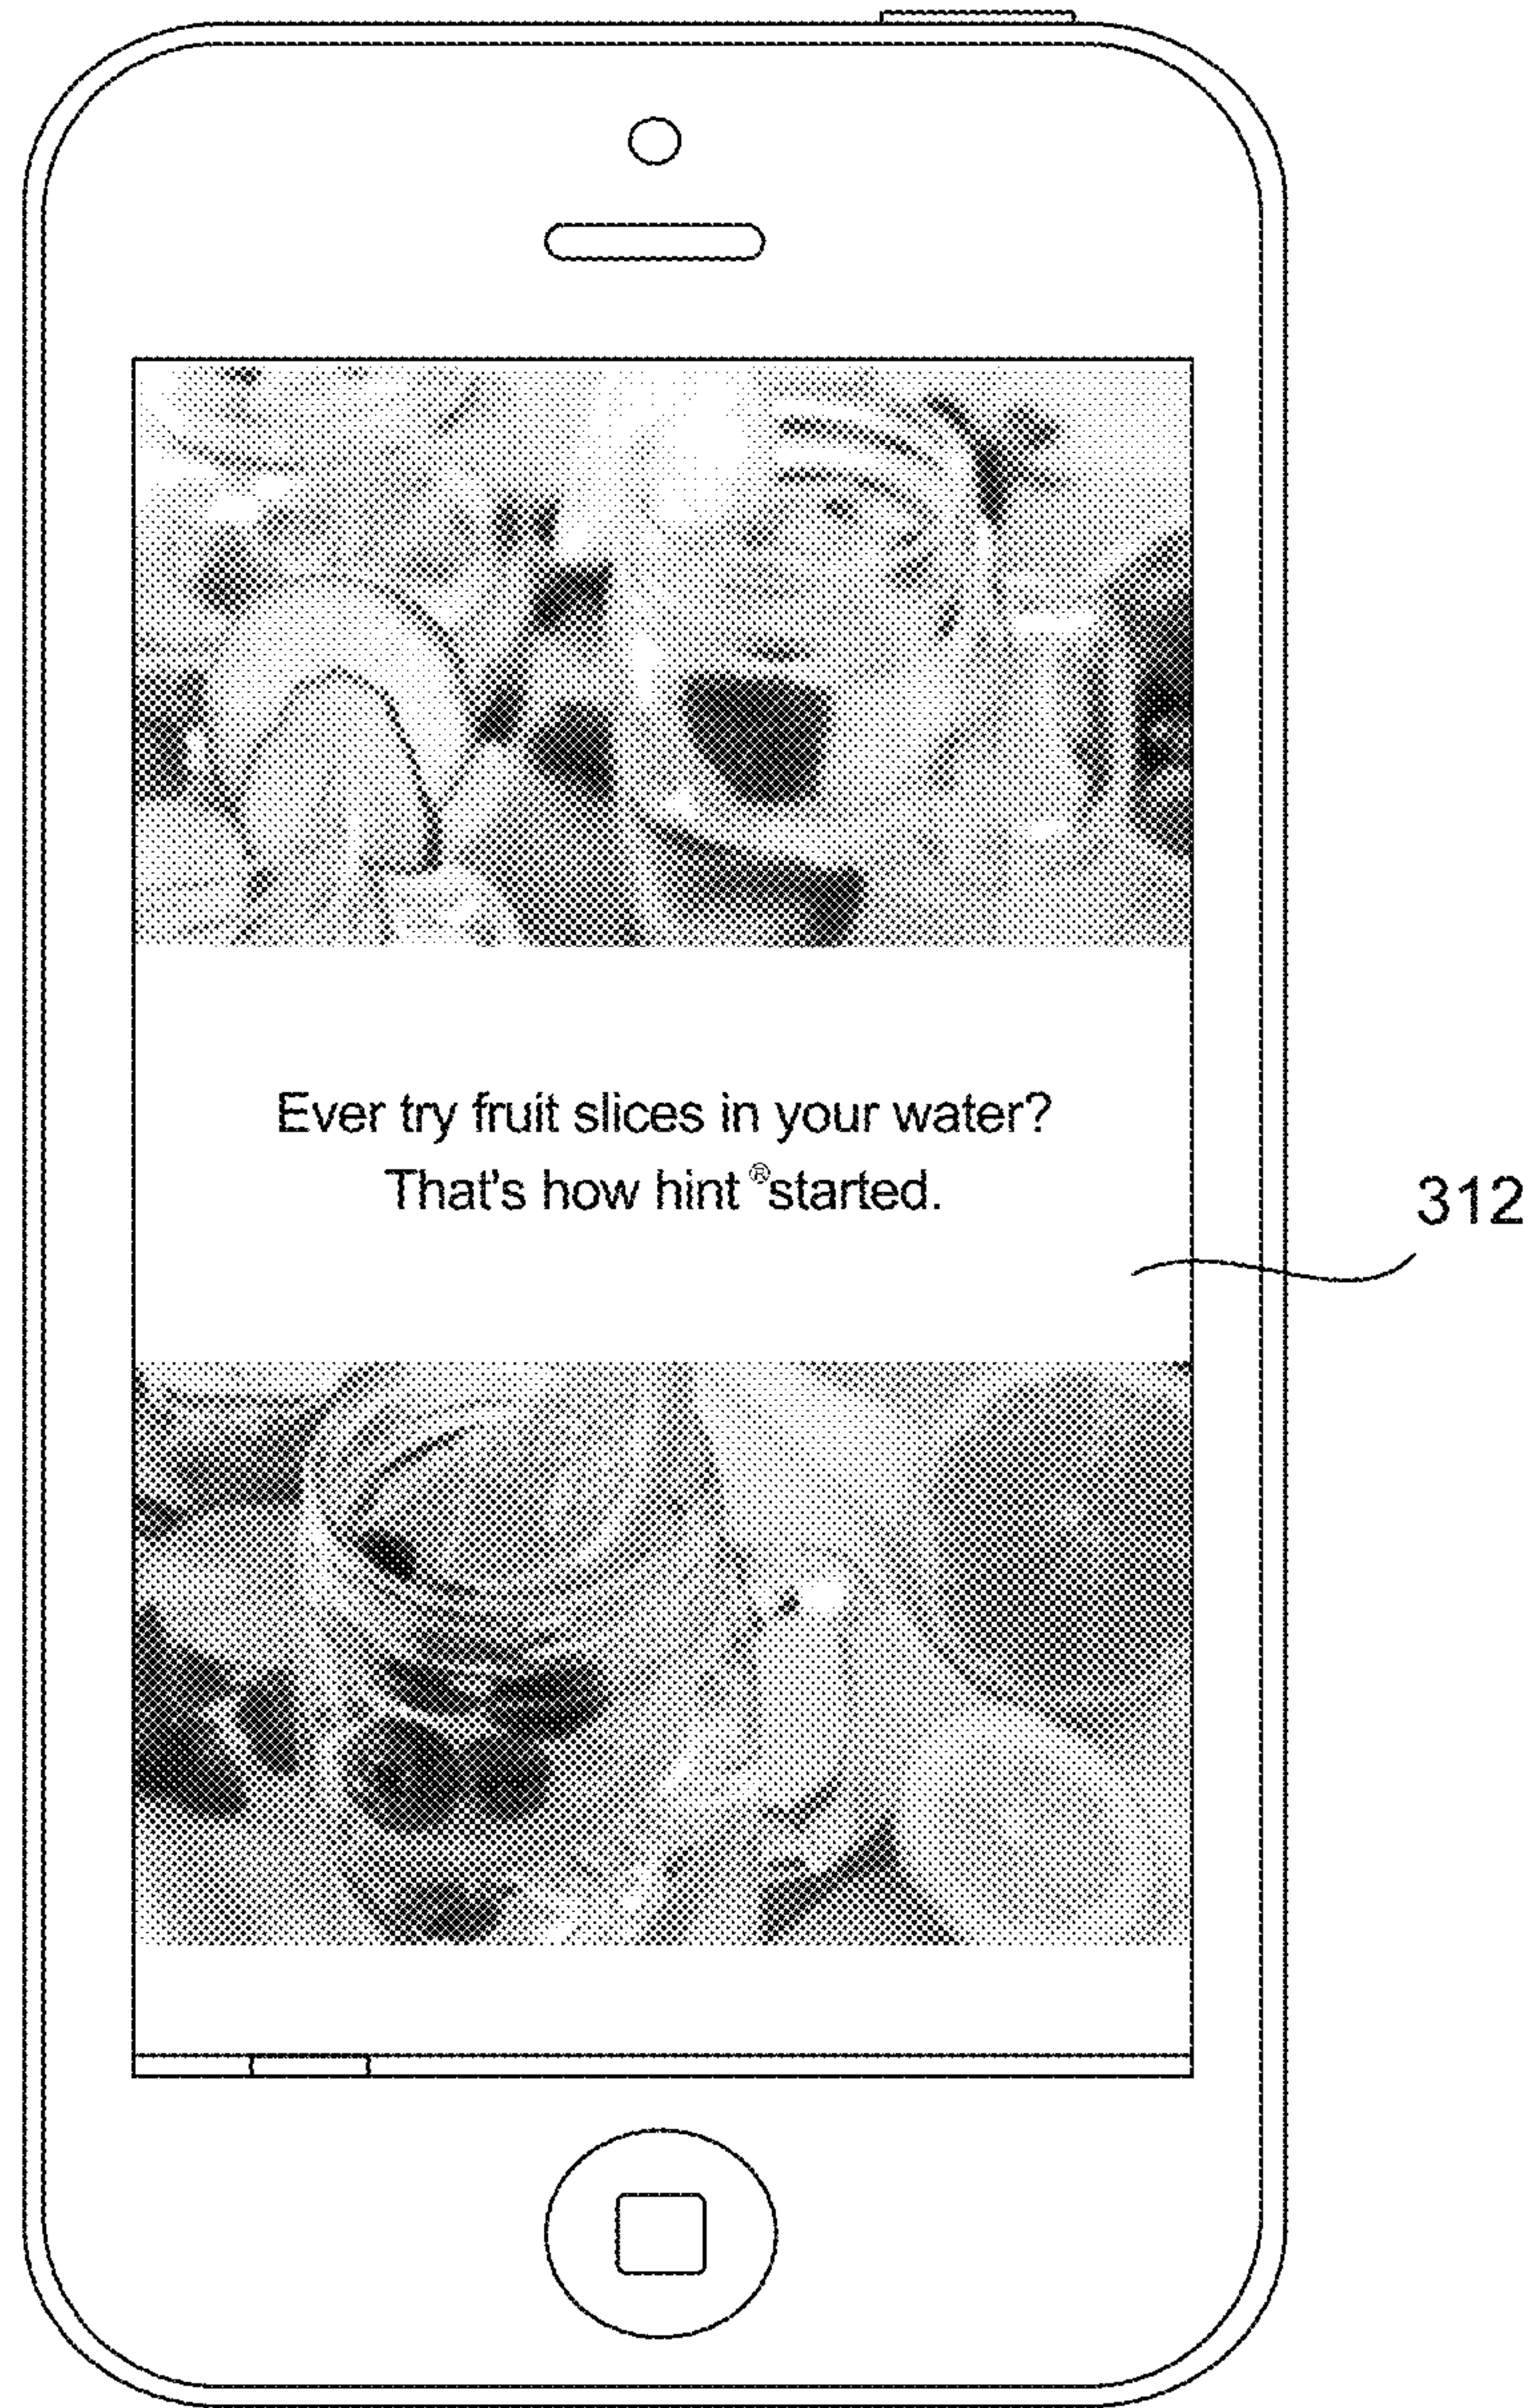 Ever try fruit slices in your water?
That's how hint ® started.
312